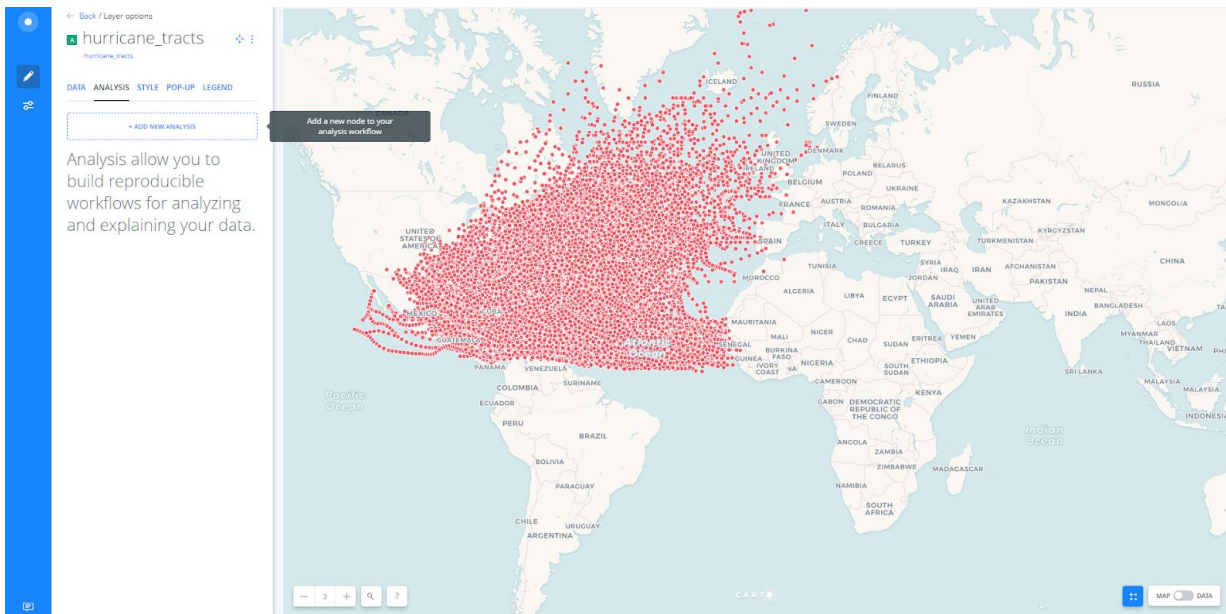 ← Back / Layer options
A hurricane_tracts
hurricane_tracts
DATA ANALYSIS STYLE POP-UP LEGEND
+ ADD NEW ANALYSIS
Add a new node to your
analysis workflow
Analysis allow you to
build reproducible
workflows for analyzing
and explaining your data.
CANADA
ICELAND
RUSSIA
FINLAND
SWEDEN
UNITED
KINGDOM
DENMARK
IRELAND
BELARUS
POLAND
BELGIUM
UKRAINE
FRANCE
AUSTRIA
ROMANIA
KAZAKHSTAN
MONGOLIA
ITALY
BULGARIA
UNITED
STATES OF
AMERICA
SPAIN
GREECE
TURKEY
KYRGYZSTAN
TURKMENISTAN
TUNISIA
SYRIA
IRAQ
IRAN
AFGHANISTAN
CHINA
MOROCCO
JORDAN
PAKISTAN
ALGERIA
LIBYA
EGYPT
SAUDI
ARABIA
UNITED
ARAB
EMIRATES
NEPAL
BANGLADESH
INDIA
MEXICO
CUBA
MAURITANIA
MALI
NIGER
CHAD
SUDAN
ERITREA
YEMEN
LAOS
MYANMAR
THAILAND
VIETNAM
GUATEMALA
Atlantic
Ocean
SENEGAL
GUINEA
BURKINA
FASO
IVORY
COAST
NIGERIA
SOUTH
SUDAN
ETHIOPIA
SRI LANKA
PANAMA
VENEZUELA
SURINAME
COLOMBIA
CAMEROON
KENYA
MALAYSIA
MALAYSIA
Pacific
Ocean
ECUADOR
GABON
DEMOCRATIC
REPUBLIC OF
THE CONGO
INDONESIA
PERU
BRAZIL
Indian
Ocean
ANGOLA
ZAMBIA
BOLIVIA
ZIMBABWE
MADAGASCAR
PARAGUAY
NAMIBIA
SOUTH
AFRICA
CHILE
URUGUAY
ARGENTINA
− 3 + ?
CARTO
MAP DATA